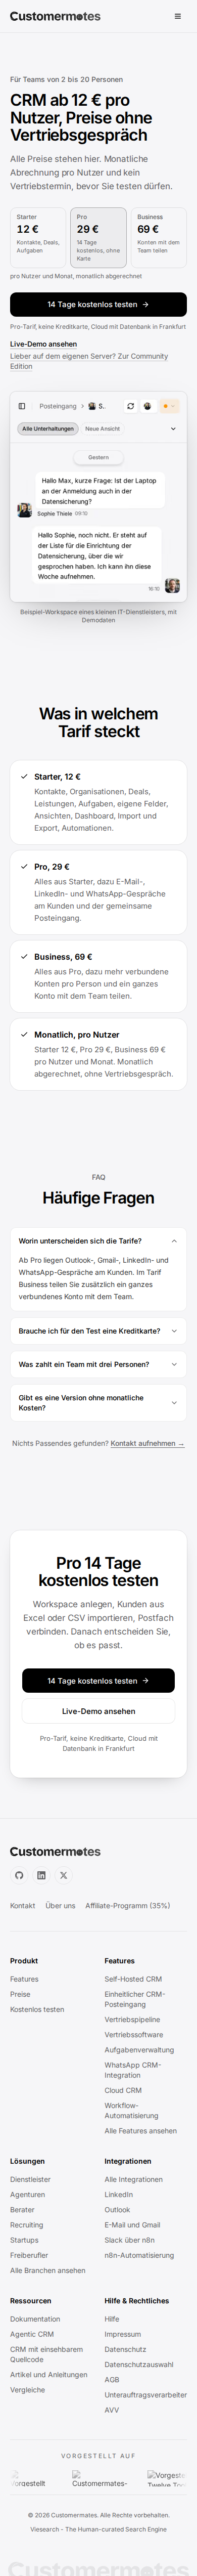 Customermates
Für Teams von 2 bis 20 Personen
CRM ab 12 € pro
Nutzer, Preise ohne
Vertriebsgespräch
Alle Preise stehen hier. Monatliche
Abrechnung pro Nutzer und kein
Vertriebstermin, bevor Sie testen dürfen.
Starter
12 €
Kontakte, Deals,
Aufgaben
Pro
29 €
14 Tage
kostenlos, ohne
Karte
Business
69 €
Konten mit dem
Team teilen
pro Nutzer und Monat, monatlich abgerechnet
14 Tage kostenlos testen →
Pro-Tarif, keine Kreditkarte, Cloud mit Datenbank in Frankfurt
Live-Demo ansehen
Lieber auf dem eigenen Server? Zur Community
Edition
Posteingang > S.
Alle Unterhaltungen Neue Ansicht
Gestern
Hallo Max, kurze Frage: Ist der Laptop
an der Anmeldung auch in der
Datensicherung?
Sophie Thiele 09:10
Hallo Sophie, noch nicht. Er steht auf
der Liste für die Einrichtung der
Datensicherung, über die wir
gesprochen haben. Ich kann ihn diese
Woche aufnehmen.
16:10
Beispiel-Workspace eines kleinen IT-Dienstleisters, mit
Demodaten
Was in welchem
Tarif steckt
Starter, 12 €
Kontakte, Organisationen, Deals,
Leistungen, Aufgaben, eigene Felder,
Ansichten, Dashboard, Import und
Export, Automationen.
Pro, 29 €
Alles aus Starter, dazu E-Mail-,
LinkedIn- und WhatsApp-Gespräche
am Kunden und der gemeinsame
Posteingang.
Business, 69 €
Alles aus Pro, dazu mehr verbundene
Konten pro Person und ein ganzes
Konto mit dem Team teilen.
Monatlich, pro Nutzer
Starter 12 €, Pro 29 €, Business 69 €
pro Nutzer und Monat. Monatlich
abgerechnet, ohne Vertriebsgespräch.
FAQ
Häufige Fragen
Worin unterscheiden sich die Tarife?
Ab Pro liegen Outlook-, Gmail-, LinkedIn- und
WhatsApp-Gespräche am Kunden. Im Tarif
Business teilen Sie zusätzlich ein ganzes
verbundenes Konto mit dem Team.
Brauche ich für den Test eine Kreditkarte?
Was zahlt ein Team mit drei Personen?
Gibt es eine Version ohne monatliche
Kosten?
Nichts Passendes gefunden? Kontakt aufnehmen →
Pro 14 Tage
kostenlos testen
Workspace anlegen, Kunden aus
Excel oder CSV importieren, Postfach
verbinden. Danach entscheiden Sie,
ob es passt.
14 Tage kostenlos testen →
Live-Demo ansehen
Pro-Tarif, keine Kreditkarte, Cloud mit
Datenbank in Frankfurt
Customermates
Kontakt Über uns Affiliate-Programm (35%)
Produkt
Features
Preise
Kostenlos testen
Features
Self-Hosted CRM
Einheitlicher CRM-
Posteingang
Vertriebspipeline
Vertriebssoftware
Aufgabenverwaltung
WhatsApp CRM-
Integration
Cloud CRM
Workflow-
Automatisierung
Alle Features ansehen
Lösungen
Dienstleister
Agenturen
Berater
Recruiting
Startups
Freiberufler
Alle Branchen ansehen
Integrationen
Alle Integrationen
LinkedIn
Outlook
E-Mail und Gmail
Slack über n8n
n8n-Automatisierung
Ressourcen
Dokumentation
Agentic CRM
CRM mit einsehbarem
Quellcode
Artikel und Anleitungen
Vergleiche
Hilfe & Rechtliches
Hilfe
Impressum
Datenschutz
Datenschutzauswahl
AGB
Unterauftragsverarbeiter
AVV
VORGESTELLT AUF
Vorgestellt
Customermates-
Vorgestellt
Twelve Tools
© 2026 Customermates. Alle Rechte vorbehalten.
Viesearch - The Human-curated Search Engine
Customermates